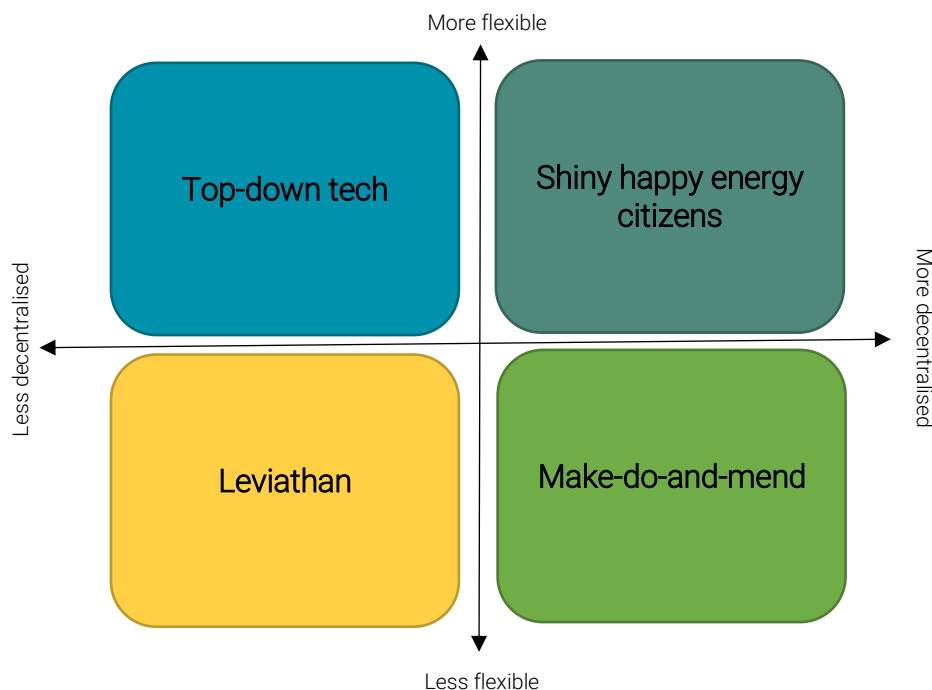 More flexible
Top-down tech
Shiny happy energy
citizens
Less decentralised
More decentralised
Leviathan
Make-do-and-mend
Less flexible